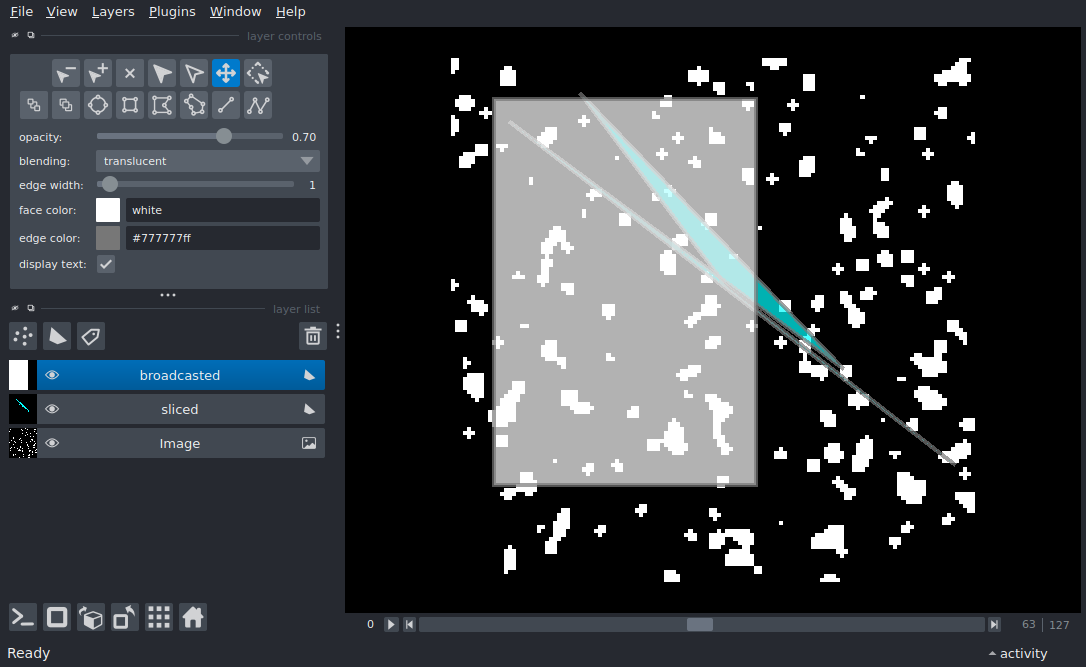 File View Layers Plugins Window Help
layer controls
opacity: 0.70
blending: translucent
edge width: 1
face color: white
edge color: #777777ff
display text:
layer list
broadcasted
sliced
Image
0 63 127
Ready activity